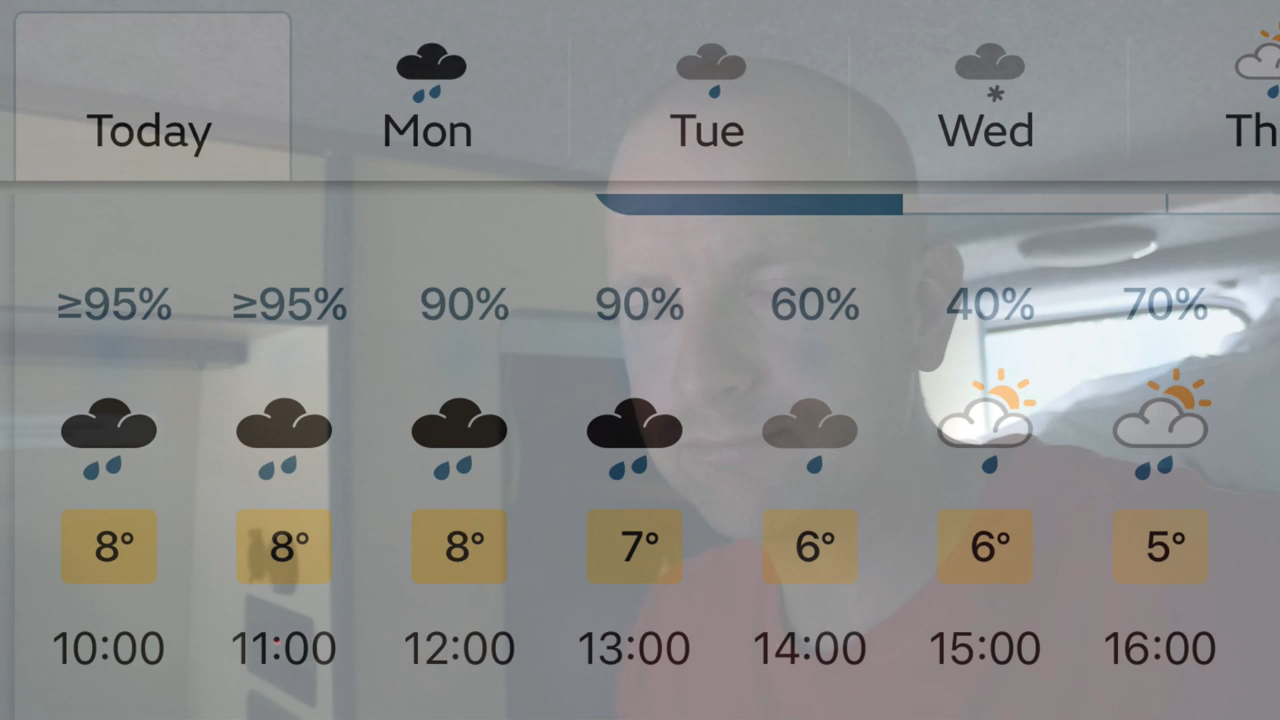 Today Mon Tue Wed Th
≥95% ≥95% 90% 90% 60% 40% 70%
8° 8° 8° 7° 6° 6° 5°
10:00 11:00 12:00 13:00 14:00 15:00 16:00